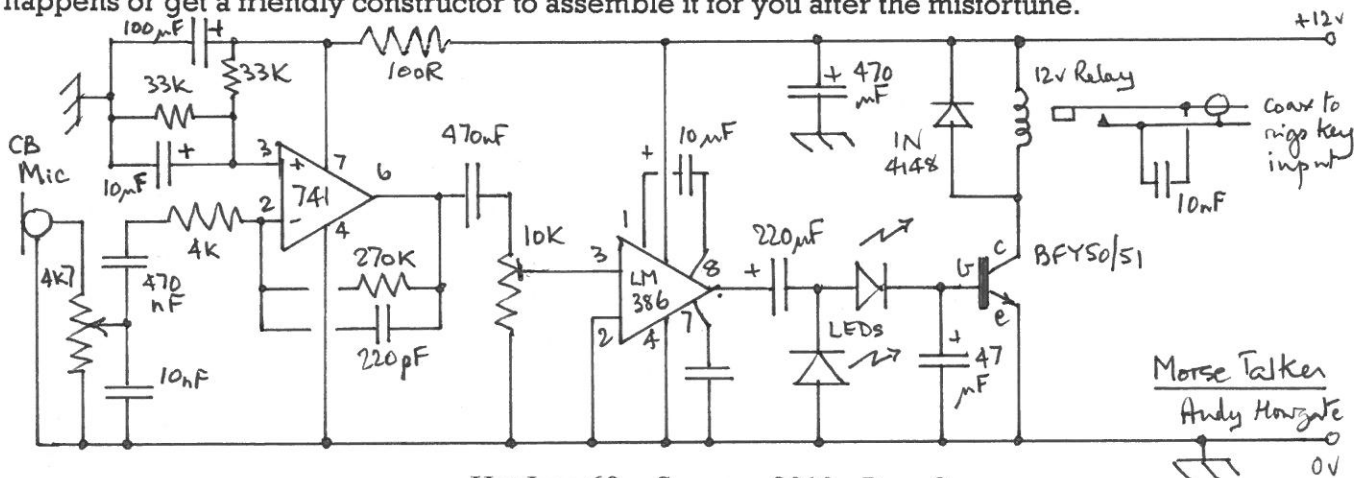 happens or get a friendly constructor to assemble it for you after the misfortune.
+12v
100µF +
33K
33K
100R
CB
Mic
10µF +
3
+
741
7
6
2
-
4
4K
4K7
470
nF
10nF
270K
220pF
470nF
10K
10µF
+
1
3
LM
386
8
2
4
7
+ 470
µF
220µF
+
LEDs
1N
4148
12v Relay
coax to
rigs key
input
10nF
b
c
e
BFY50/51
+
47
µF
Morse Talker
Andy Howgate
0V